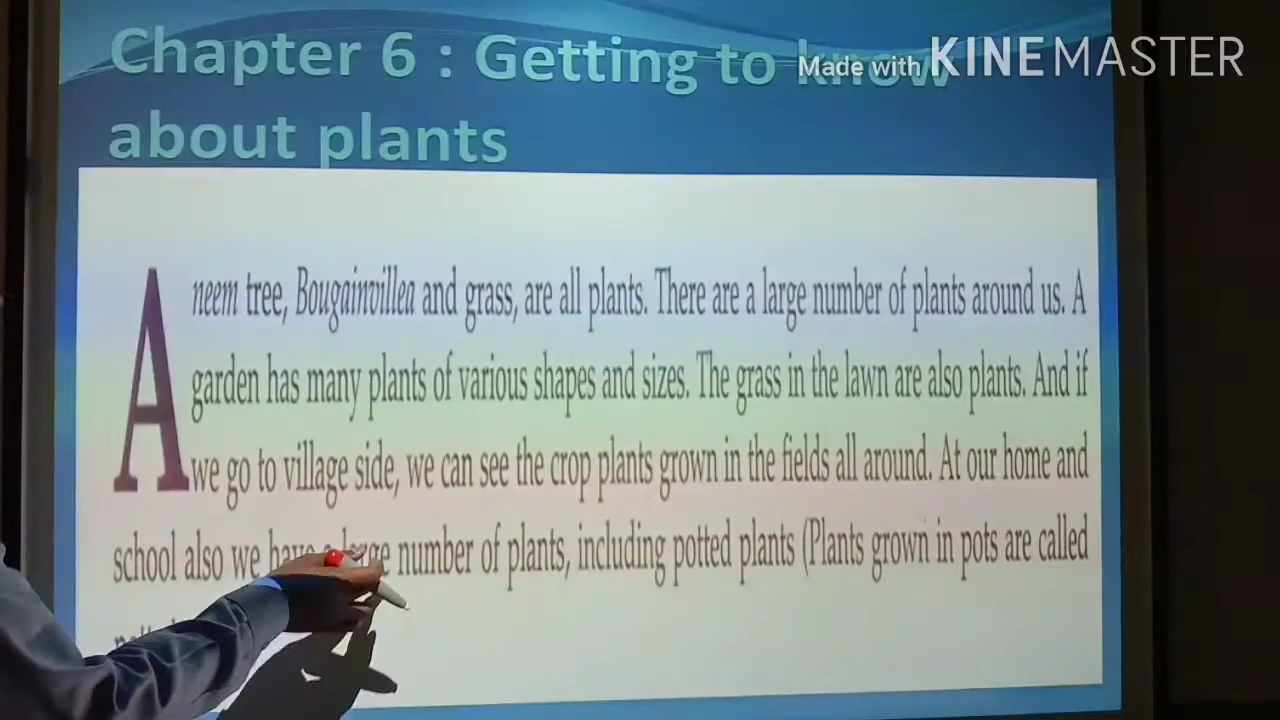 Chapter 6 : Getting to know
Made with KINEMASTER
about plants
A neem tree, Bougainvillea and grass, are all plants. There are a large number of plants around us. A
garden has many plants of various shapes and sizes. The grass in the lawn are also plants. And if
we go to village side, we can see the crop plants grown in the fields all around. At our home and
school also we have a large number of plants, including potted plants (Plants grown in pots are called